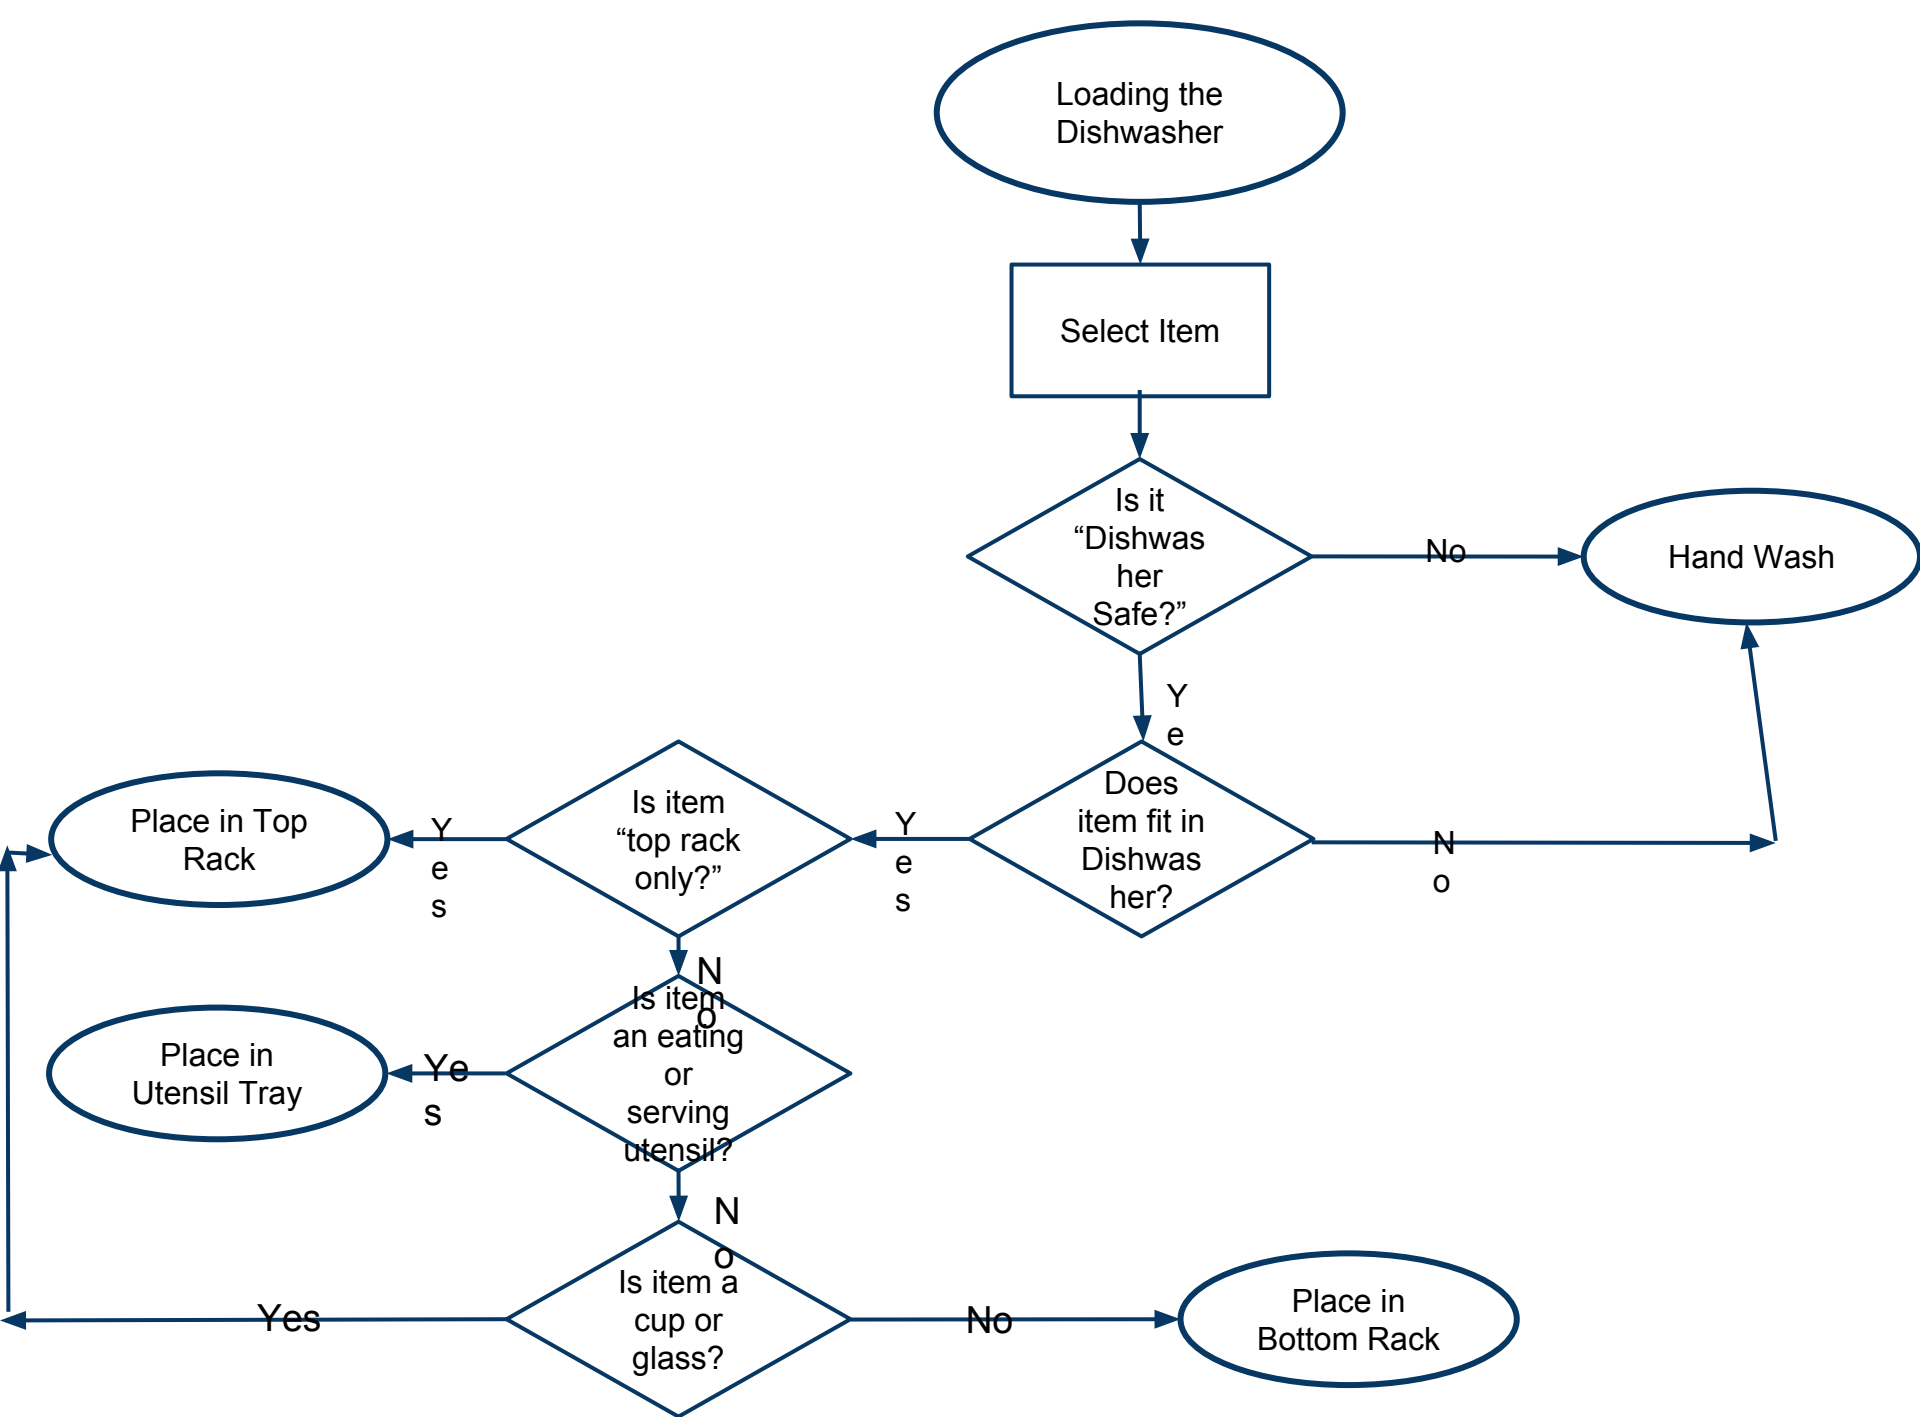 Loading the
Dishwasher
Select Item
Is it
“Dishwas
her
Safe?”
No
Hand Wash
Y
e
Does
item fit in
Dishwas
her?
N
o
Y
e
s
Is item
“top rack
only?”
Y
e
s
Place in Top
Rack
N
o
Is item
an eating
or
serving
utensil?
Ye
s
Place in
Utensil Tray
N
o
Is item a
cup or
glass?
Yes
No
Place in
Bottom Rack